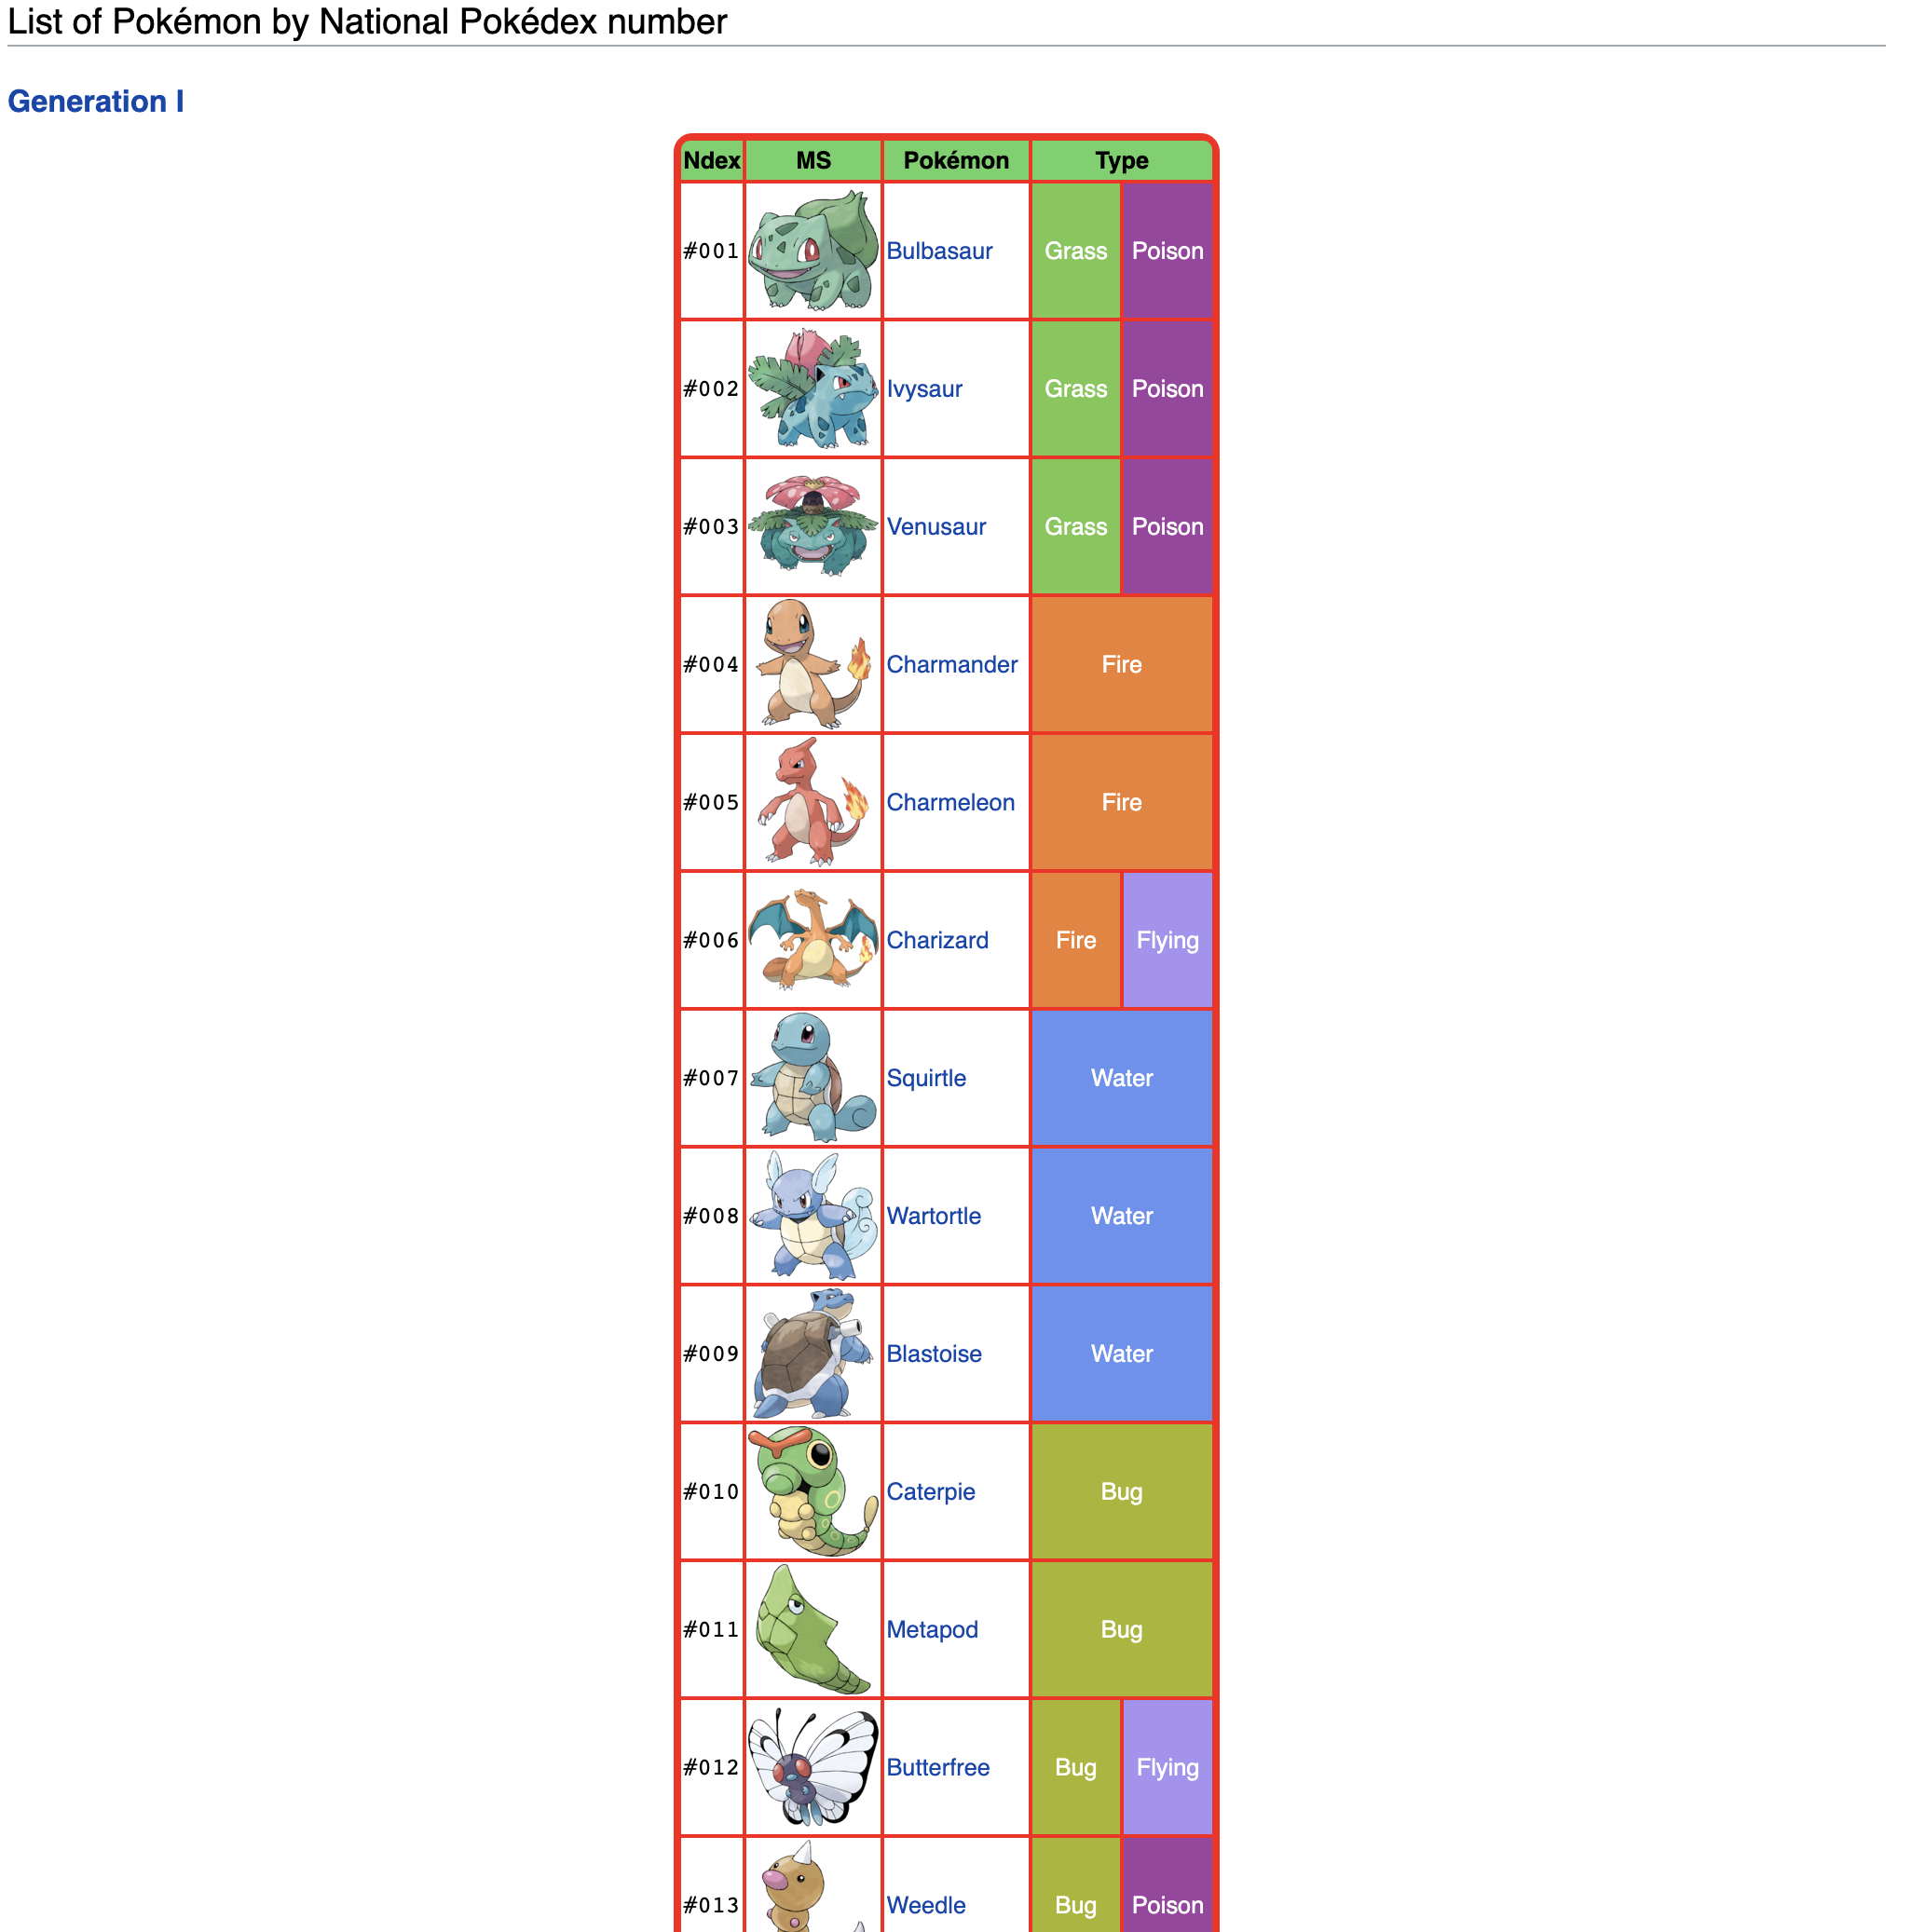 List of Pokémon by National Pokédex number
Generation I
Ndex MS Pokémon Type
#001 Bulbasaur Grass Poison
#002 Ivysaur Grass Poison
#003 Venusaur Grass Poison
#004 Charmander Fire
#005 Charmeleon Fire
#006 Charizard Fire Flying
#007 Squirtle Water
#008 Wartortle Water
#009 Blastoise Water
#010 Caterpie Bug
#011 Metapod Bug
#012 Butterfree Bug Flying
#013 Weedle Bug Poison